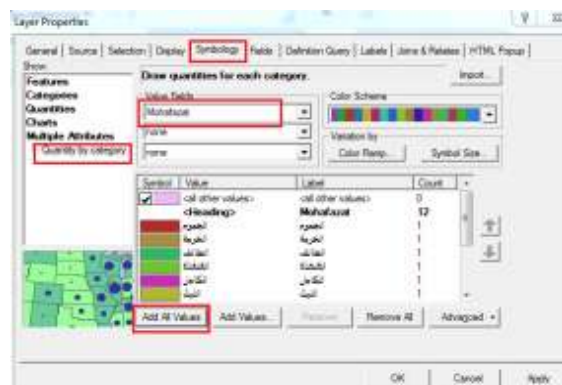 Layer Properties
General Source Selection Display Symbology Fields Definition Query Labels Joins & Relates HTML Popup
Show:
Features
Categories
Quantities
Charts
Multiple Attributes
Quantity by category
Draw quantities for each category.
Import...
Value Fields
Mohafazat
none
none
Color Scheme
Variation by
Color Ramp...
Symbol Size...
Symbol Value Label Count
<all other values> <all other values> 0
<Heading> Mohafazat 12
1
1
1
1
1
1
Add All Values
Add Values...
Remove
Remove All
Advanced
OK
Cancel
Apply